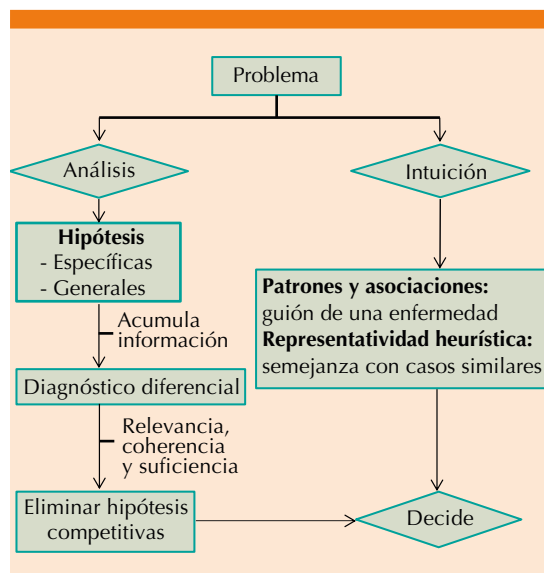 Problema
Análisis
Intuición
Hipótesis
- Específicas
- Generales
Acumula
información
Diagnóstico diferencial
Relevancia,
coherencia
y suficiencia
Eliminar hipótesis
competitivas
Patrones y asociaciones:
guión de una enfermedad
Representatividad heurística:
semejanza con casos similares
Decide